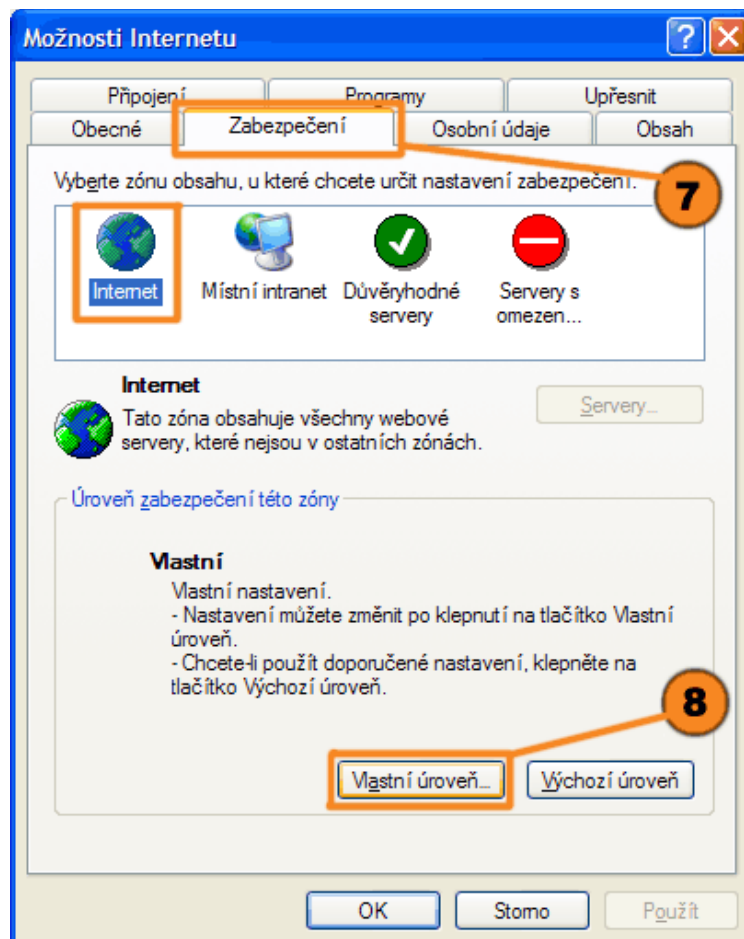 Možnosti Internetu
Připojení Programy Upřesnit
Obecné Zabezpečení Osobní údaje Obsah
Vyberte zónu obsahu, u které chcete určit nastavení zabezpečení.
7
Internet Místní intranet Důvěryhodné servery Servery s omezen...
Internet
Tato zóna obsahuje všechny webové
servery, které nejsou v ostatních zónách.
Servery...
Úroveň zabezpečení této zóny
Vlastní
Vlastní nastavení.
- Nastavení můžete změnit po klepnutí na tlačítko Vlastní
úroveň.
- Chcete-li použít doporučené nastavení, klepněte na
tlačítko Výchozí úroveň.
8
Vlastní úroveň... Výchozí úroveň
OK Storno Použít